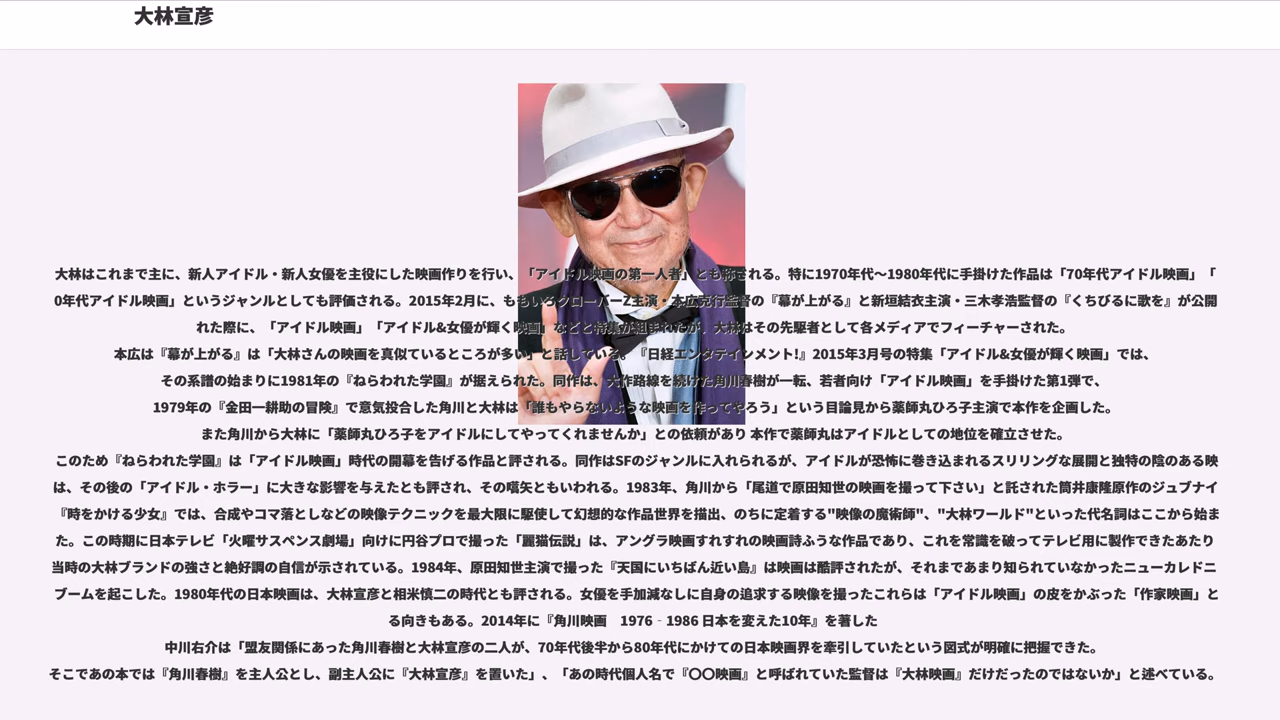 大林宣彦
大林はこれまで主に、新人アイドル・新人女優を主役にした映画作りを行い、「アイドル映画の第一人者」とも称される。特に1970年代〜1980年代に手掛けた作品は「70年代アイドル映画」「
0年代アイドル映画」というジャンルとしても評価される。2015年2月に、ももいろクローバーZ主演・本広克行監督の『幕が上がる』と新垣結衣主演・三木孝浩監督の『くちびるに歌を』が公開
れた際に、「アイドル映画」「アイドル&女優が輝く映画」などと特集が組まれたが、大林はその先駆者として各メディアでフィーチャーされた。
本広は『幕が上がる』は「大林さんの映画を真似ているところが多い」と話している。『日経エンタテインメント!』2015年3月号の特集「アイドル&女優が輝く映画」では、
その系譜の始まりに1981年の『ねらわれた学園』が据えられた。同作は、大作路線を続けた角川春樹が一転、若者向け「アイドル映画」を手掛けた第1弾で、
1979年の『金田一耕助の冒険』で意気投合した角川と大林は「誰もやらないような映画を作ってやろう」という目論見から薬師丸ひろ子主演で本作を企画した。
また角川から大林に「薬師丸ひろ子をアイドルにしてやってくれませんか」との依頼があり 本作で薬師丸はアイドルとしての地位を確立させた。
このため『ねらわれた学園』は「アイドル映画」時代の開幕を告げる作品と評される。同作はSFのジャンルに入れられるが、アイドルが恐怖に巻き込まれるスリリングな展開と独特の陰のある映
は、その後の「アイドル・ホラー」に大きな影響を与えたとも評され、その嚆矢ともいわれる。1983年、角川から「尾道で原田知世の映画を撮って下さい」と託された筒井康隆原作のジュブナイ
『時をかける少女』では、合成やコマ落としなどの映像テクニックを最大限に駆使して幻想的な作品世界を描出、のちに定着する"映像の魔術師"、"大林ワールド"といった代名詞はここから始ま
た。この時期に日本テレビ「火曜サスペンス劇場」向けに円谷プロで撮った「麗猫伝説」は、アングラ映画すれすれの映画詩ふうな作品であり、これを常識を破ってテレビ用に製作できたあたり
当時の大林ブランドの強さと絶好調の自信が示されている。1984年、原田知世主演で撮った『天国にいちばん近い島』は映画は酷評されたが、それまであまり知られていなかったニューカレドニ
ブームを起こした。1980年代の日本映画は、大林宣彦と相米慎二の時代とも評される。女優を手加減なしに自身の追求する映像を撮ったこれらは「アイドル映画」の皮をかぶった「作家映画」と
る向きもある。2014年に『角川映画　1976‐1986 日本を変えた10年』を著した
中川右介は「盟友関係にあった角川春樹と大林宣彦の二人が、70年代後半から80年代にかけての日本映画界を牽引していたという図式が明確に把握できた。
そこであの本では『角川春樹』を主人公とし、副主人公に『大林宣彦』を置いた」、「あの時代個人名で『〇〇映画』と呼ばれていた監督は『大林映画』だけだったのではないか」と述べている。